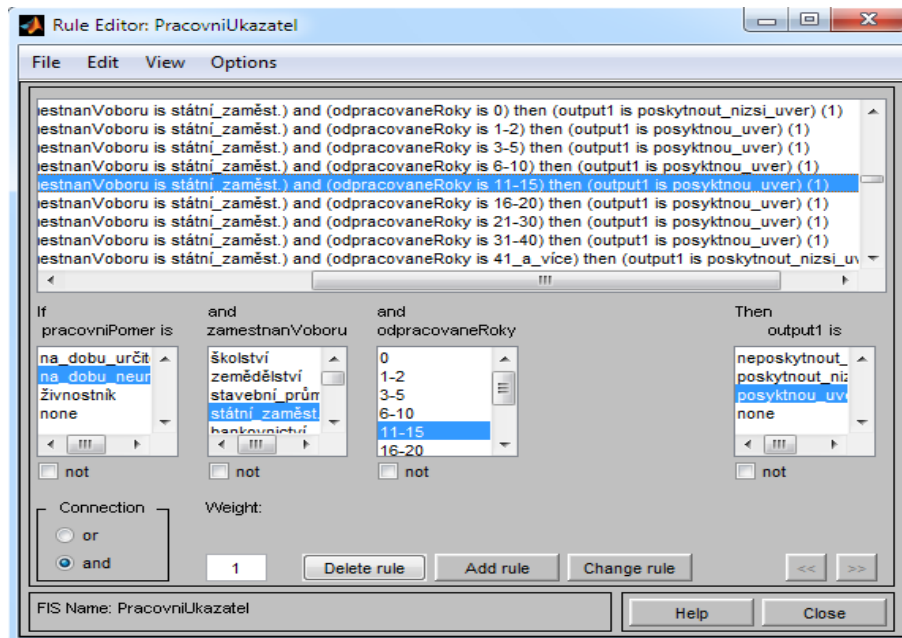 Rule Editor: PracovniUkazatel
File Edit View Options
estnanVoboru is státní_zaměst.) and (odpracovaneRoky is 0) then (output1 is poskytnout_nizsi_uver) (1)
estnanVoboru is státní_zaměst.) and (odpracovaneRoky is 1-2) then (output1 is posyktnou_uver) (1)
estnanVoboru is státní_zaměst.) and (odpracovaneRoky is 3-5) then (output1 is posyktnou_uver) (1)
estnanVoboru is státní_zaměst.) and (odpracovaneRoky is 6-10) then (output1 is posyktnou_uver) (1)
estnanVoboru is státní_zaměst.) and (odpracovaneRoky is 11-15) then (output1 is posyktnou_uver) (1)
estnanVoboru is státní_zaměst.) and (odpracovaneRoky is 16-20) then (output1 is posyktnou_uver) (1)
estnanVoboru is státní_zaměst.) and (odpracovaneRoky is 21-30) then (output1 is posyktnou_uver) (1)
estnanVoboru is státní_zaměst.) and (odpracovaneRoky is 31-40) then (output1 is posyktnou_uver) (1)
estnanVoboru is státní_zaměst.) and (odpracovaneRoky is 41_a_více) then (output1 is poskytnout_nizsi_uv
If
pracovniPomer is
na_dobu_určit
na_dobu_neur
živnostník
none
not
and
zamestnanVoboru
školství
zemědělství
stavební_prům
státní_zaměst.
bankovnictví
not
and
odpracovaneRoky
0
1-2
3-5
6-10
11-15
16-20
not
Then
output1 is
neposkytnout_
poskytnout_niz
posyktnou_uve
none
not
Connection
or
and
Weight:
1
Delete rule Add rule Change rule << >>
FIS Name: PracovniUkazatel
Help Close